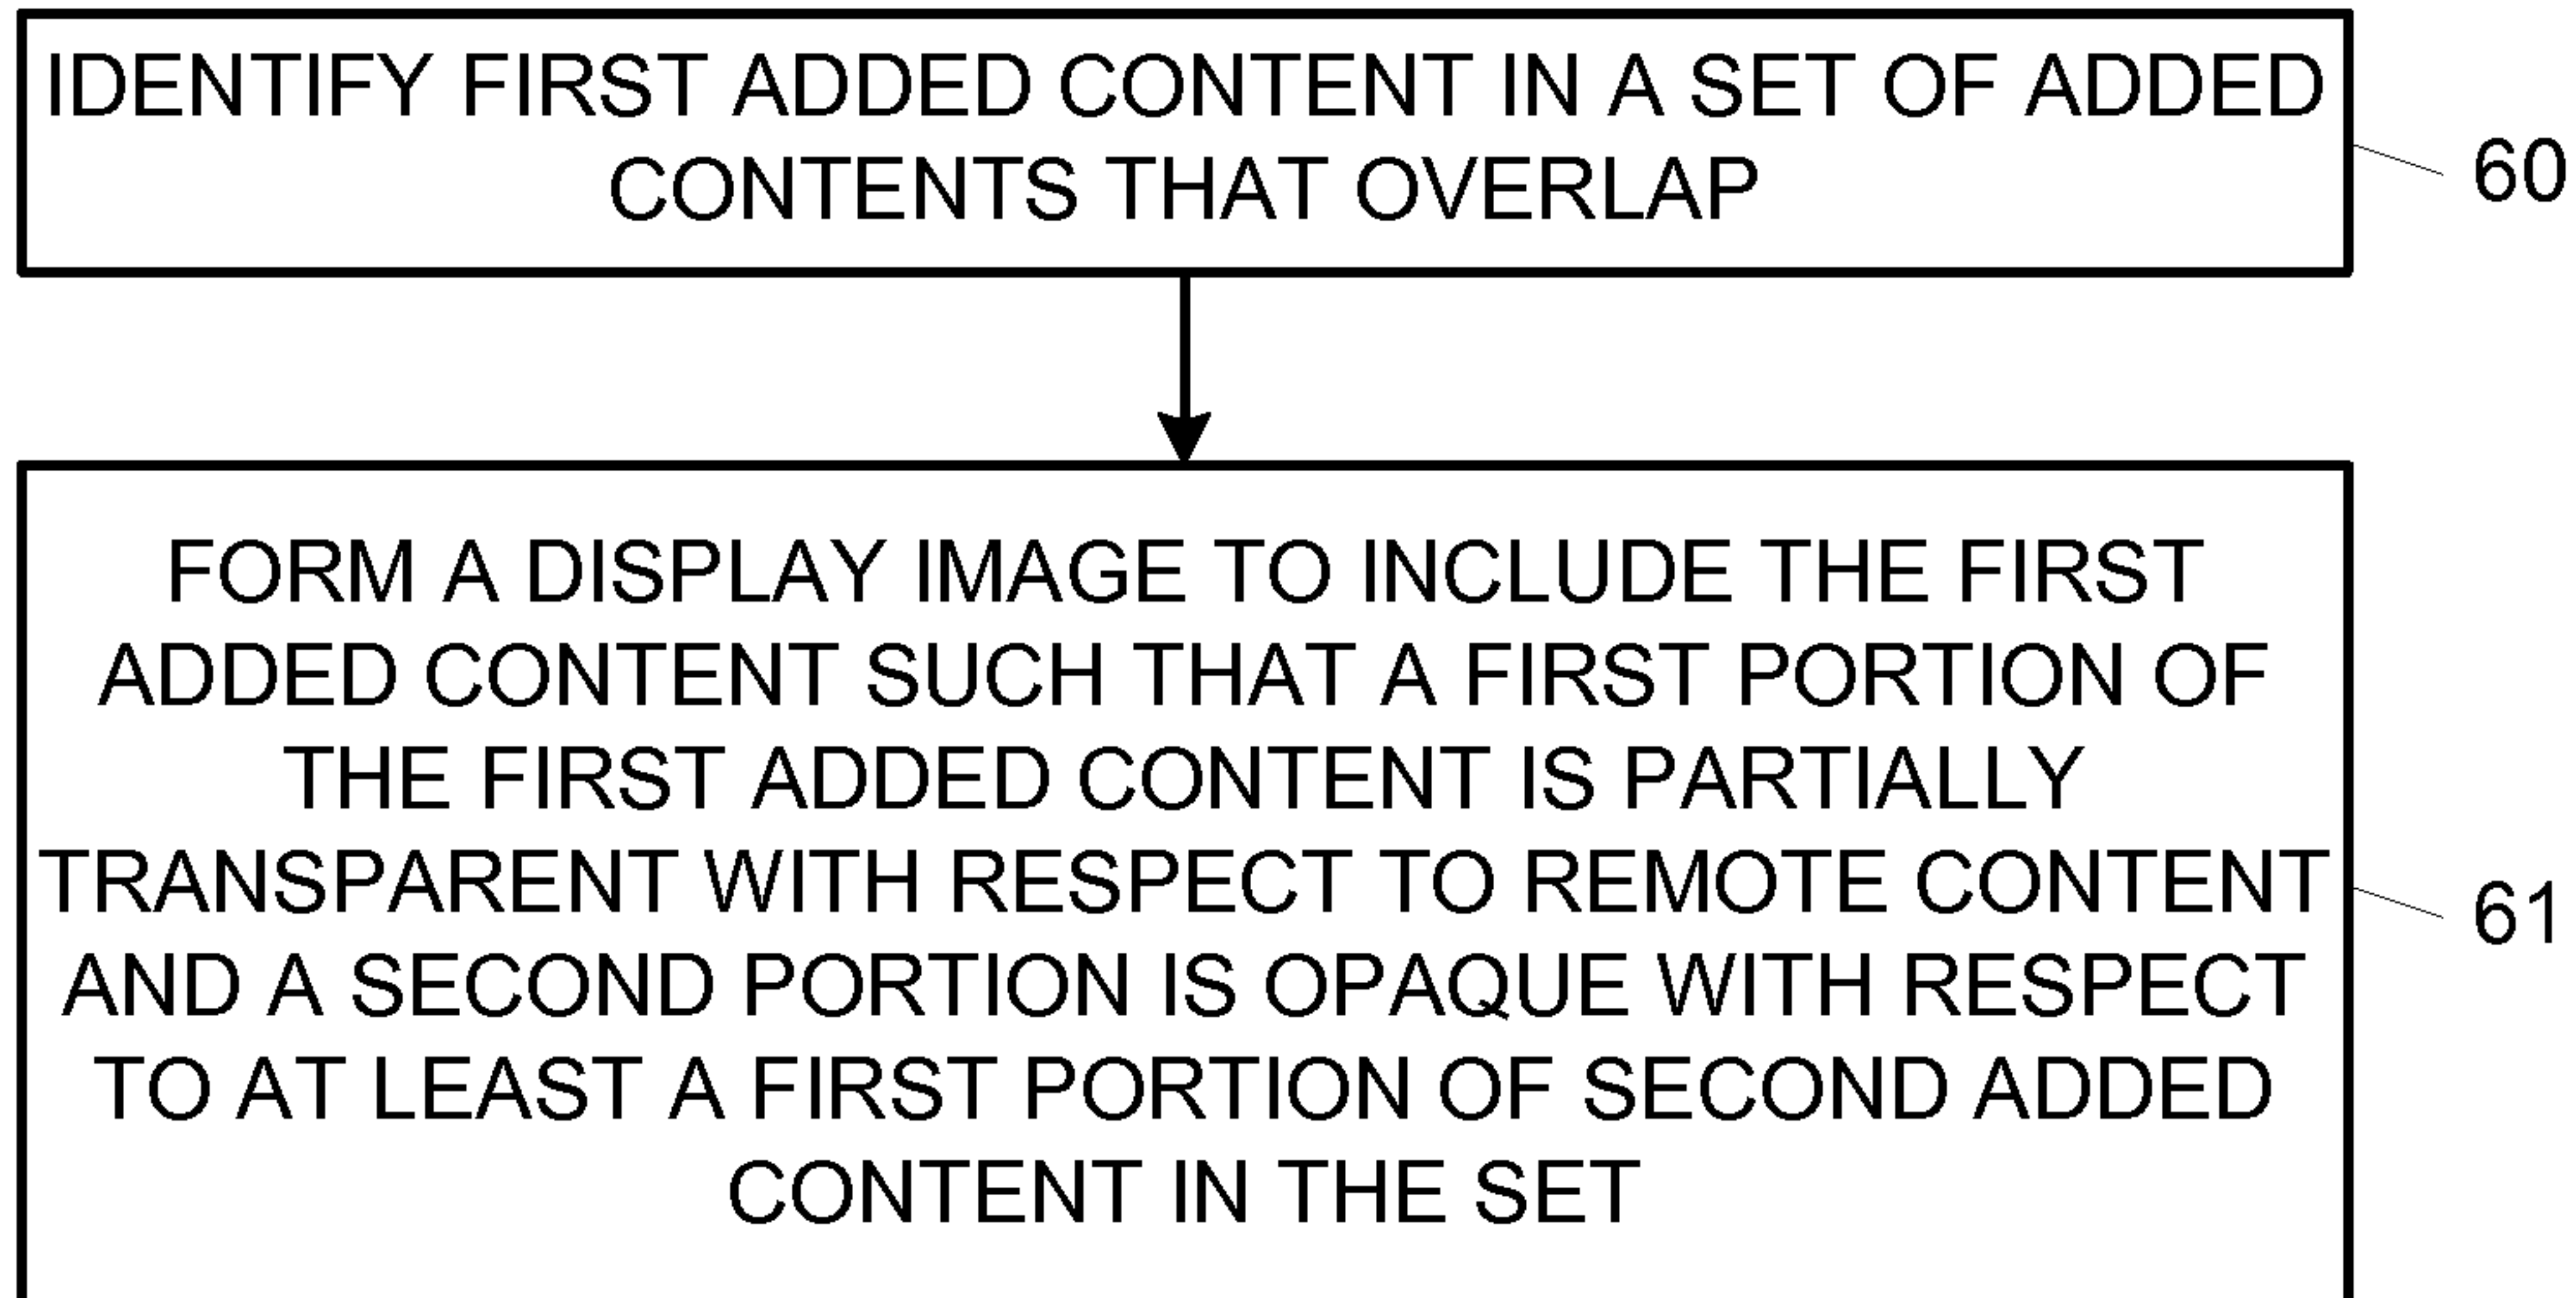 IDENTIFY FIRST ADDED CONTENT IN A SET OF ADDED
CONTENTS THAT OVERLAP
60
FORM A DISPLAY IMAGE TO INCLUDE THE FIRST
ADDED CONTENT SUCH THAT A FIRST PORTION OF
THE FIRST ADDED CONTENT IS PARTIALLY
TRANSPARENT WITH RESPECT TO REMOTE CONTENT
AND A SECOND PORTION IS OPAQUE WITH RESPECT
TO AT LEAST A FIRST PORTION OF SECOND ADDED
CONTENT IN THE SET
61